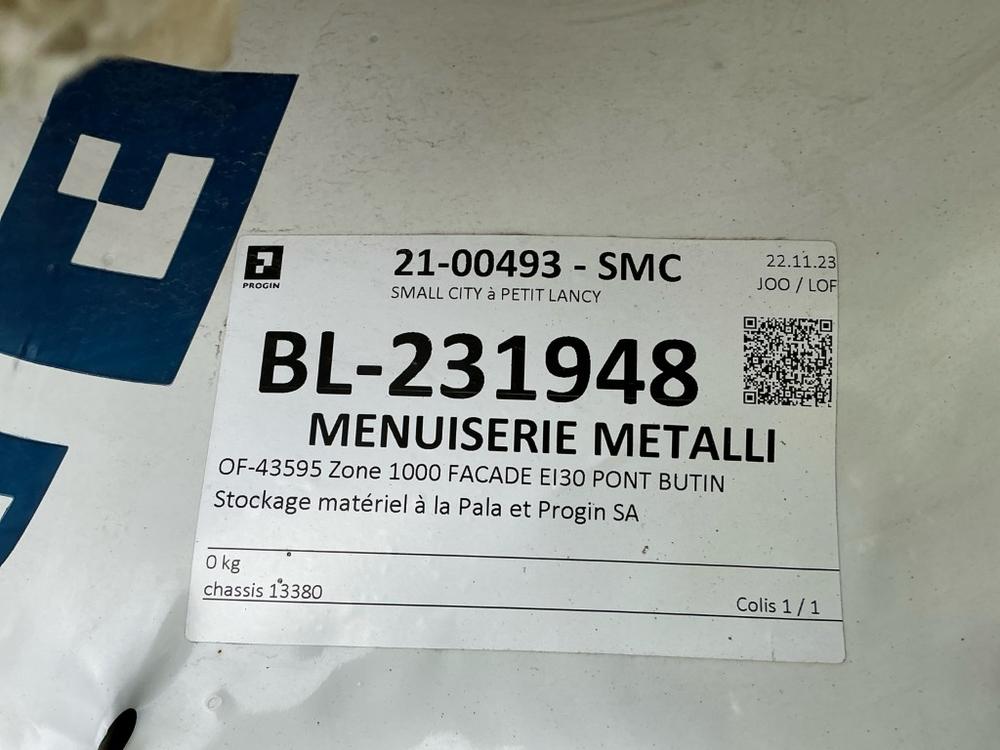 PROGIN
21-00493 - SMC
SMALL CITY à PETIT LANCY
22.11.23
JOO / LOF
BL-231948
MENUISERIE METALLI
OF-43595 Zone 1000 FACADE EI30 PONT BUTIN
Stockage matériel à la Pala et Progin SA
0 kg
chassis 13380
Colis 1 / 1